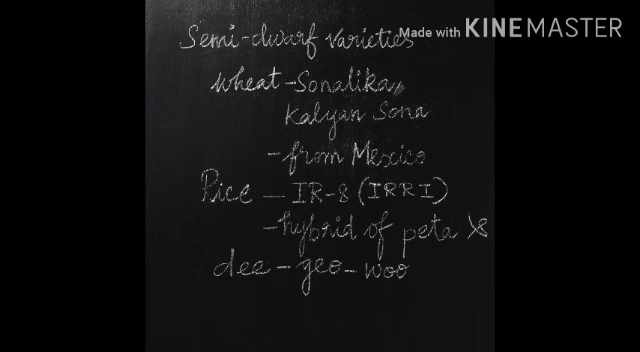 Made with KINEMASTER
Semi-dwarf varieties
Wheat - Sonalika,
Kalyan Sona
- from Mexico
Rice - IR-8 (IRRI)
- hybrid of peta &
dee-geo-woo